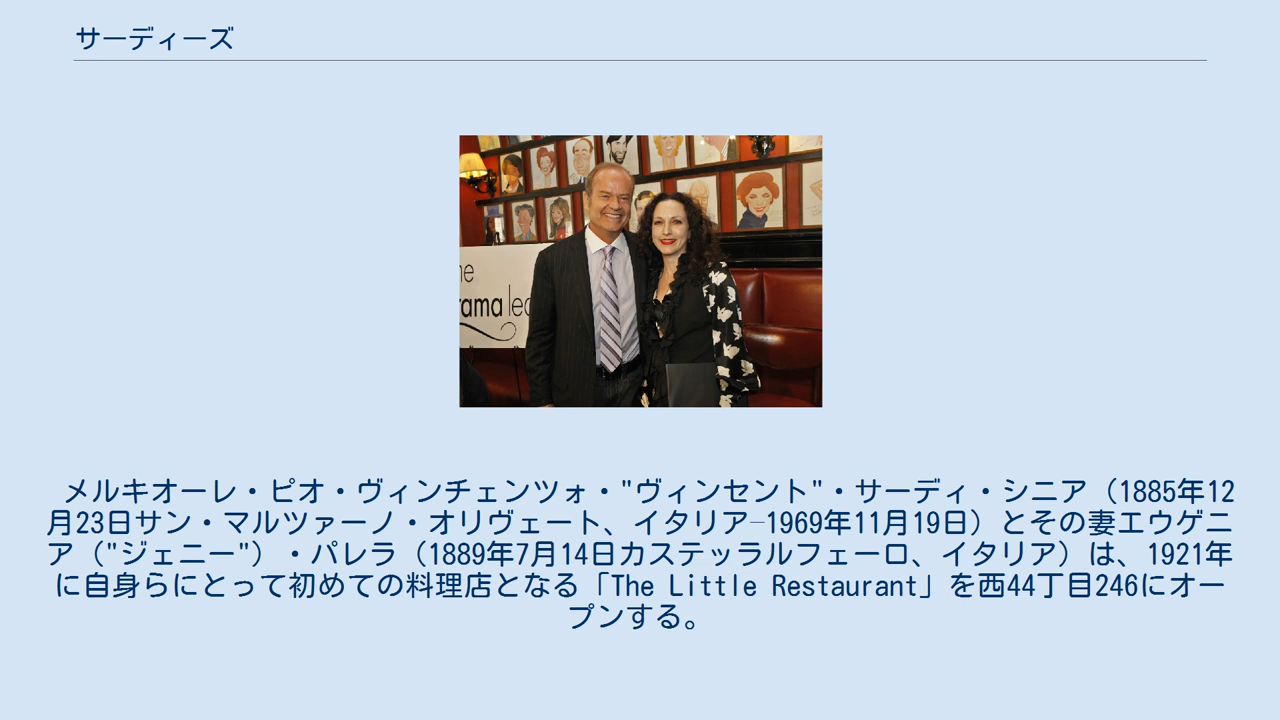 サーディーズ
he
rama lea
メルキオーレ・ピオ・ヴィンチェンツォ・"ヴィンセント"・サーディ・シニア（1885年12
月23日サン・マルツァーノ・オリヴェート、イタリア–1969年11月19日）とその妻エウゲニ
ア（"ジェニー"）・パレラ（1889年7月14日カステッラルフェーロ、イタリア）は、1921年
に自身らにとって初めての料理店となる「The Little Restaurant」を西44丁目246にオー
プンする。